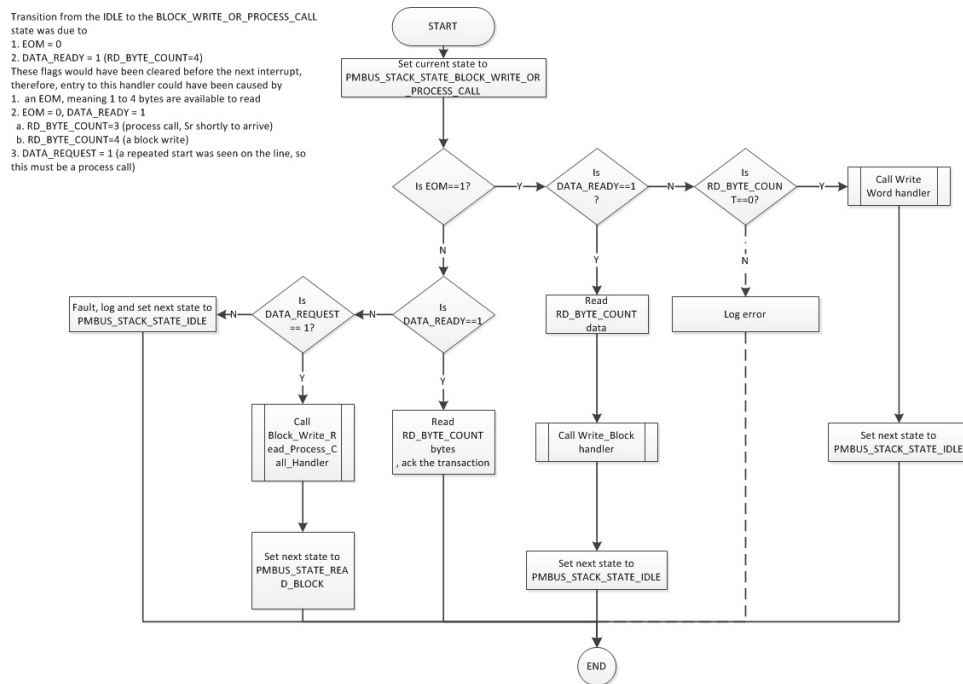 Transition from the IDLE to the BLOCK_WRITE_OR_PROCESS_CALL
state was due to
1. EOM = 0
2. DATA_READY = 1 (RD_BYTE_COUNT=4)
These flags would have been cleared before the next interrupt,
therefore, entry to this handler could have been caused by
1.  an EOM, meaning 1 to 4 bytes are available to read
2. EOM = 0, DATA_READY = 1
a. RD_BYTE_COUNT=3 (process call, Sr shortly to arrive)
b. RD_BYTE_COUNT=4 (a block write)
3. DATA_REQUEST = 1 (a repeated start was seen on the line, so
this must be a process call)
START
Set current state to
PMBUS_STACK_STATE_BLOCK_WRITE_OR
_PROCESS_CALL
Is EOM==1?
Y
Is
DATA_READY==1
?
N
Is
RD_BYTE_COUN
T==0?
Y
Call Write
Word handler
N
Y
N
Fault, log and set next state to
PMBUS_STACK_STATE_IDLE
N
Is
DATA_REQUEST
== 1?
N
Is
DATA_READY==1
Read
RD_BYTE_COUNT
data
Log error
Y
Y
Call
Block_Write_R
ead_Process_C
all_Handler
Read
RD_BYTE_COUNT
bytes
, ack the transaction
Call Write_Block
handler
Set next state to
PMBUS_STACK_STATE_IDLE
Set next state to
PMBUS_STATE_REA
D_BLOCK
Set next state to
PMBUS_STACK_STATE_IDLE
END